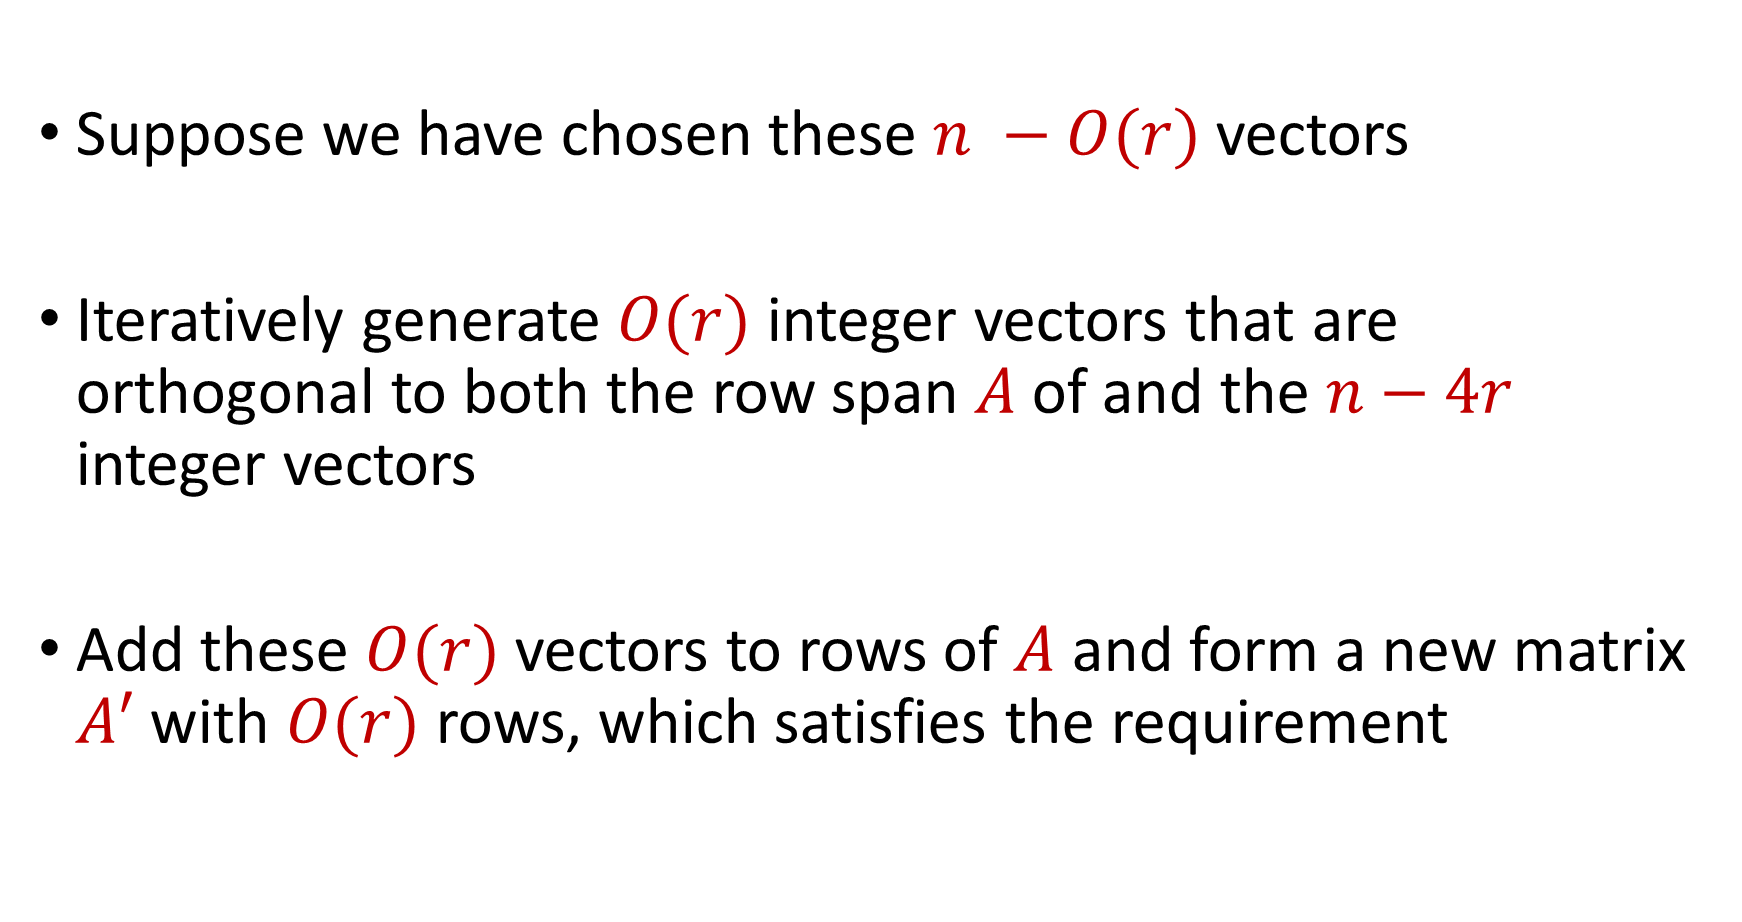 • Suppose we have chosen these n − O(r) vectors
• Iteratively generate O(r) integer vectors that are
orthogonal to both the row span A of and the n − 4r
integer vectors
• Add these O(r) vectors to rows of A and form a new matrix
A′ with O(r) rows, which satisfies the requirement